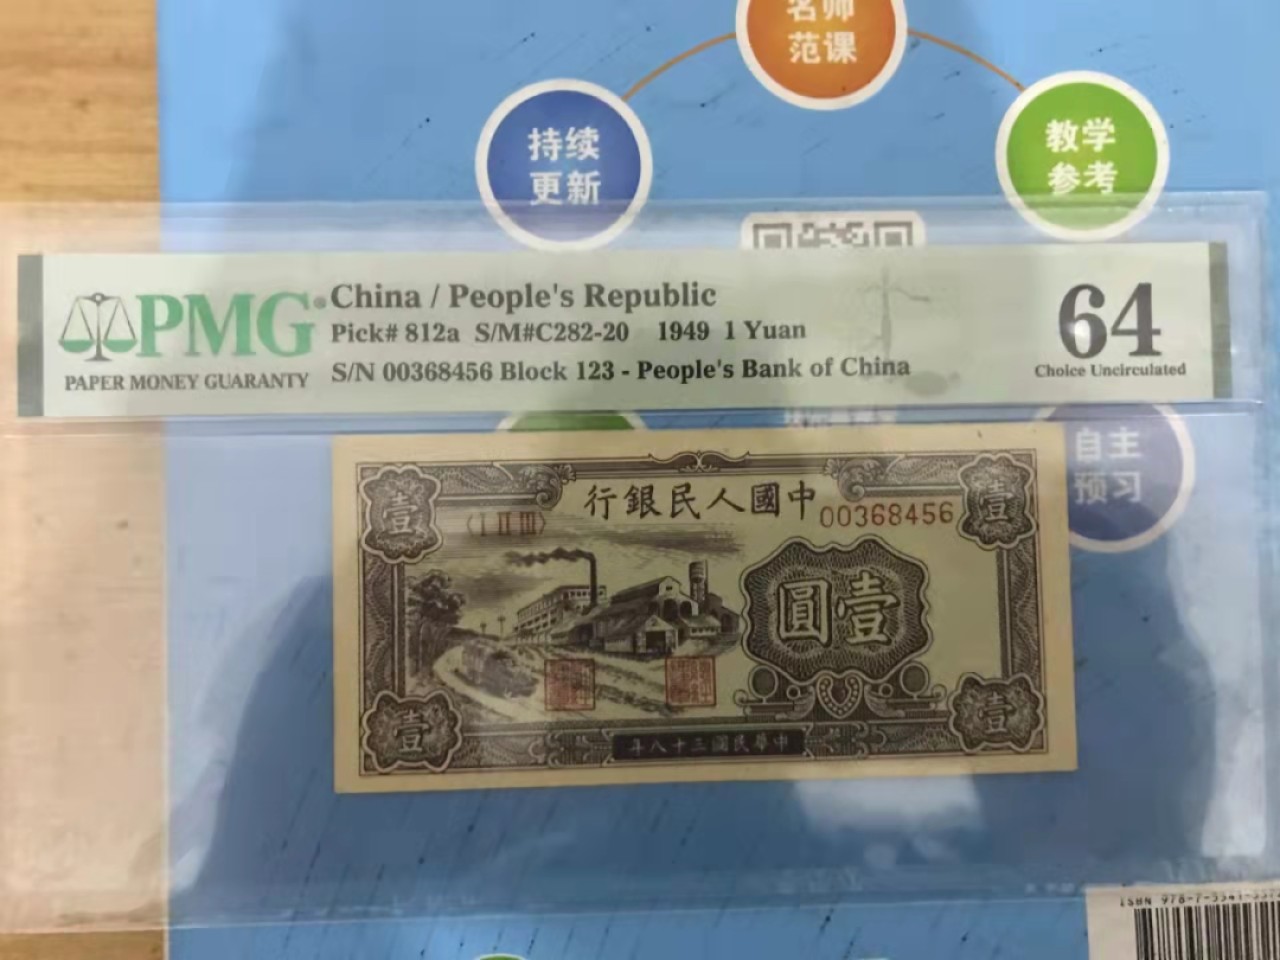 名师
范课
持续
更新
教学
参考
PMG
PAPER MONEY GUARANTY
China / People's Republic
Pick# 812a S/M#C282-20 1949 1 Yuan
S/N 00368456 Block 123 - People's Bank of China
64
Choice Uncirculated
自主
预习
行銀民人國中
〈I II III〉
00368456
壹
壹
圓壹
壹
壹
年八十三國民華中
ISBN